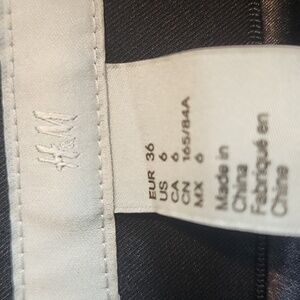 H&M
EUR 36
US 6
CA 6
CN 165/84A
MX 6
Made in
China
Fabriqué en
Chine